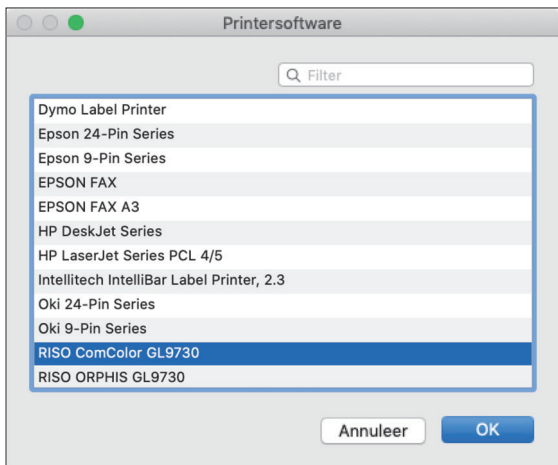 Printersoftware
Filter
Dymo Label Printer
Epson 24-Pin Series
Epson 9-Pin Series
EPSON FAX
EPSON FAX A3
HP DeskJet Series
HP LaserJet Series PCL 4/5
Intellitech IntelliBar Label Printer, 2.3
Oki 24-Pin Series
Oki 9-Pin Series
RISO ComColor GL9730
RISO ORPHIS GL9730
Annuleer OK